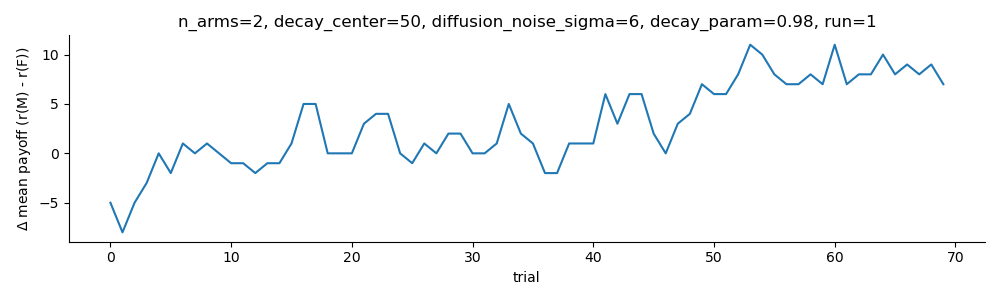 n_arms=2, decay_center=50, diffusion_noise_sigma=6, decay_param=0.98, run=1
Δ mean payoff (r(M) - r(F))
10
5
0
−5
0 10 20 30 40 50 60 70
trial